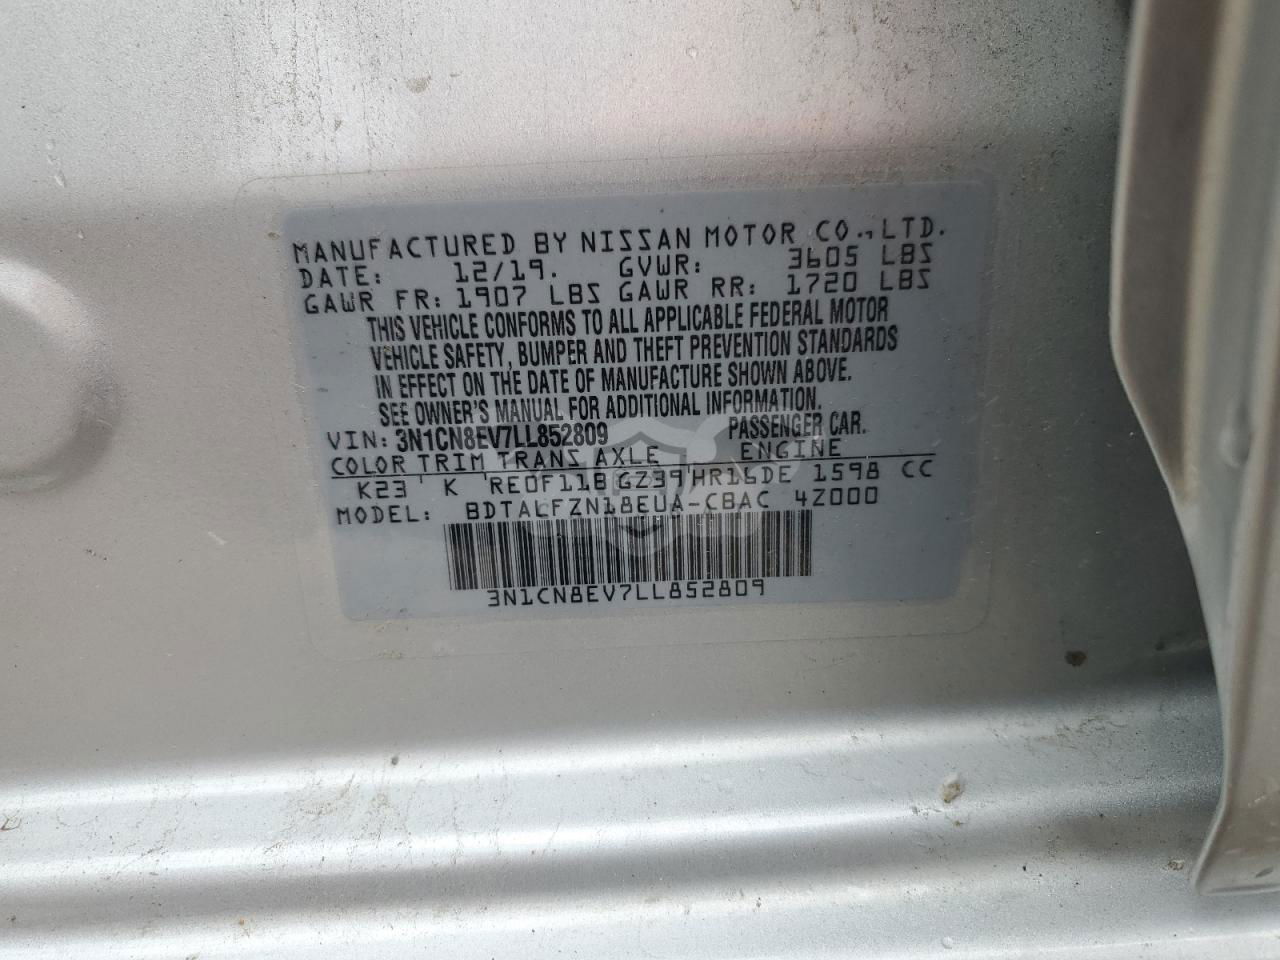 MANUFACTURED BY NISSAN MOTOR CO., LTD.
DATE: 12/19. GVWR: 3605 LBS
GAWR FR: 1907 LBS GAWR RR: 1720 LBS
THIS VEHICLE CONFORMS TO ALL APPLICABLE FEDERAL MOTOR
VEHICLE SAFETY, BUMPER AND THEFT PREVENTION STANDARDS
IN EFFECT ON THE DATE OF MANUFACTURE SHOWN ABOVE.
SEE OWNER'S MANUAL FOR ADDITIONAL INFORMATION.
VIN: 3N1CN8EV7LL852809 PASSENGER CAR.
COLOR TRIM TRANS AXLE ENGINE
K23 K RE0F11B GZ39 HR16DE 1598 CC
MODEL: BDTALFZN18EUA-CBAC 4Z000
3N1CN8EV7LL852809